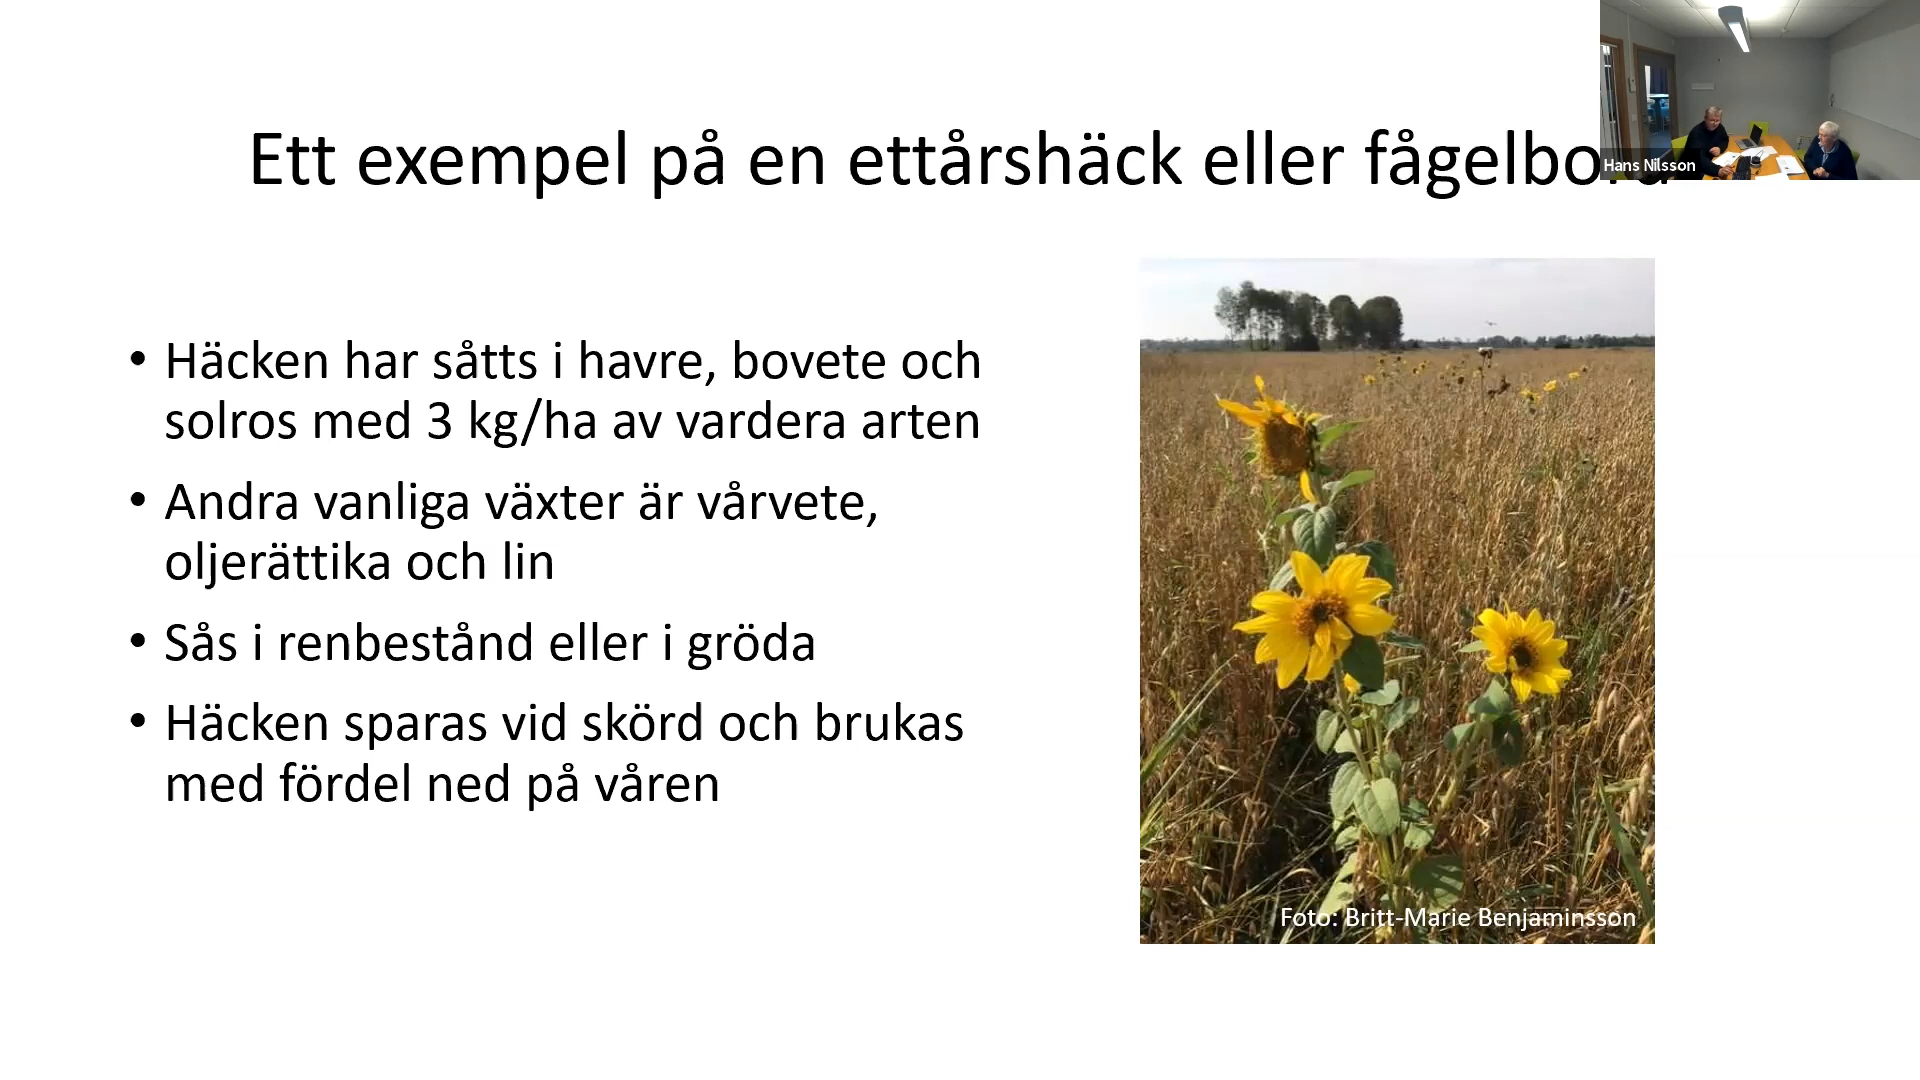 Ett exempel på en ettårshäck eller fågelbord
Hans Nilsson
Häcken har såtts i havre, bovete och
solros med 3 kg/ha av vardera arten
Andra vanliga växter är vårvete,
oljerättika och lin
Sås i renbestånd eller i gröda
Häcken sparas vid skörd och brukas
med fördel ned på våren
Foto: Britt-Marie Benjaminsson